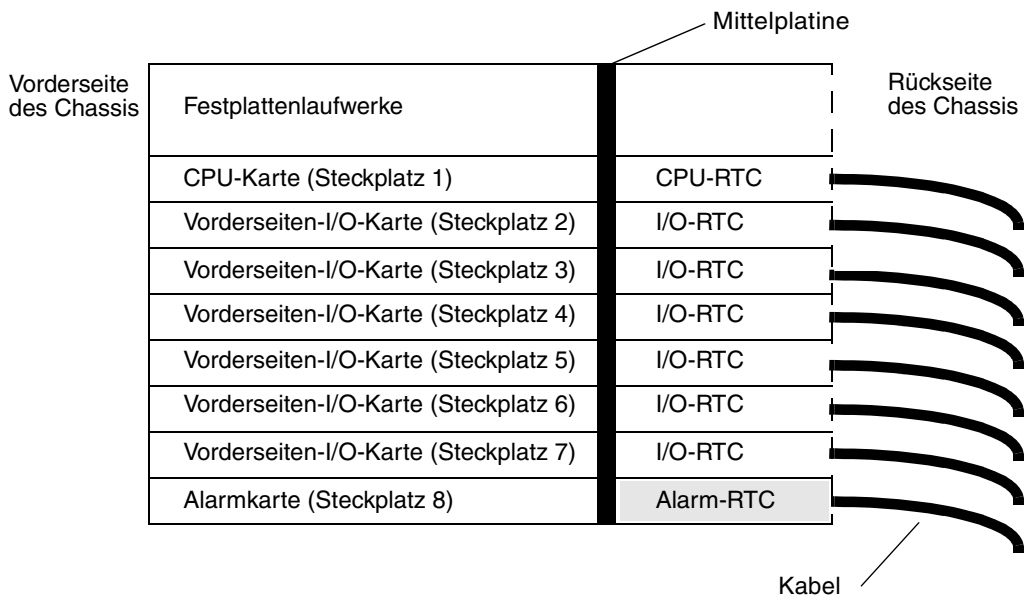 Mittelplatine
Vorderseite
des Chassis
Rückseite
des Chassis
Festplattenlaufwerke
CPU-Karte (Steckplatz 1) CPU-RTC
Vorderseiten-I/O-Karte (Steckplatz 2) I/O-RTC
Vorderseiten-I/O-Karte (Steckplatz 3) I/O-RTC
Vorderseiten-I/O-Karte (Steckplatz 4) I/O-RTC
Vorderseiten-I/O-Karte (Steckplatz 5) I/O-RTC
Vorderseiten-I/O-Karte (Steckplatz 6) I/O-RTC
Vorderseiten-I/O-Karte (Steckplatz 7) I/O-RTC
Alarmkarte (Steckplatz 8) Alarm-RTC
Kabel